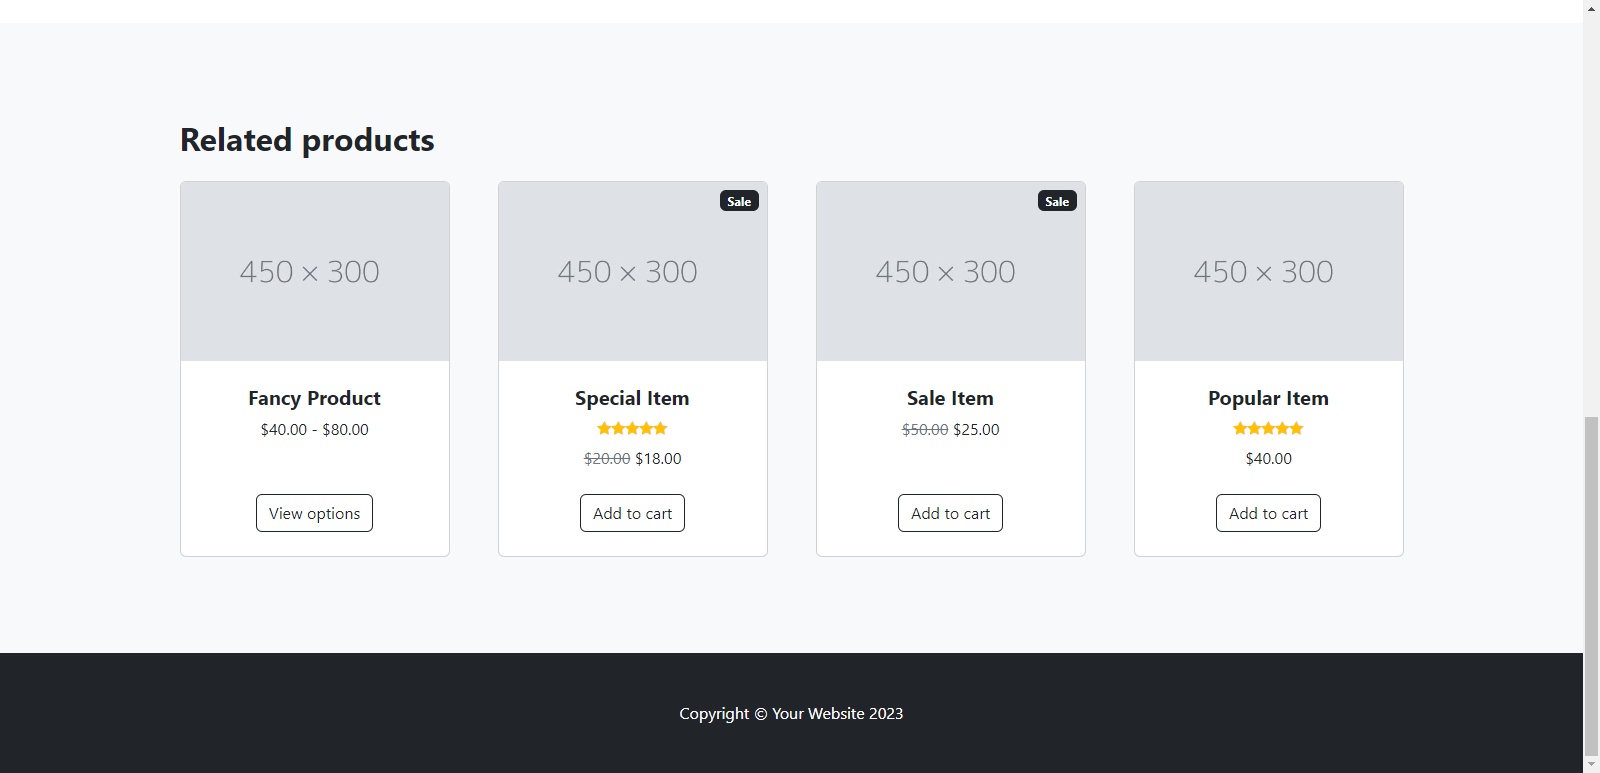 Related products
450 × 300
Fancy Product
$40.00 - $80.00
View options
Sale
450 × 300
Special Item
$20.00 $18.00
Add to cart
Sale
450 × 300
Sale Item
$50.00 $25.00
Add to cart
450 × 300
Popular Item
$40.00
Add to cart
Copyright © Your Website 2023